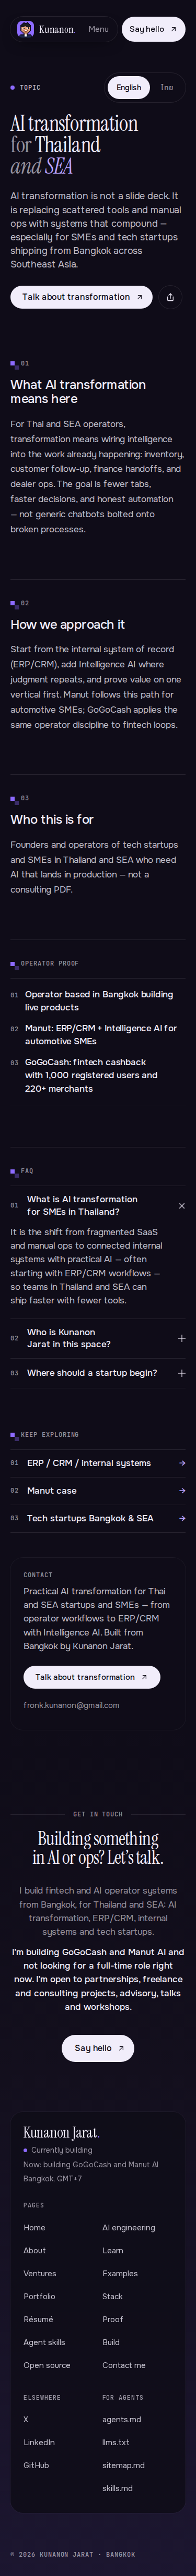 Kunanon.
Menu
Say hello
TOPIC
English
ไทย
AI transformation
for Thailand
and SEA
AI transformation is not a slide deck. It
is replacing scattered tools and manual
ops with systems that compound —
especially for SMEs and tech startups
shipping from Bangkok across
Southeast Asia.
Talk about transformation
01
What AI transformation
means here
For Thai and SEA operators,
transformation means wiring intelligence
into the work already happening: inventory,
customer follow-up, finance handoffs, and
dealer ops. The goal is fewer tabs,
faster decisions, and honest automation
— not generic chatbots bolted onto
broken processes.
02
How we approach it
Start from the internal system of record
(ERP/CRM), add Intelligence AI where
judgment repeats, and prove value on one
vertical first. Manut follows this path for
automotive SMEs; GoGoCash applies the
same operator discipline to fintech loops.
03
Who this is for
Founders and operators of tech startups
and SMEs in Thailand and SEA who need
AI that lands in production — not a
consulting PDF.
OPERATOR PROOF
01 Operator based in Bangkok building
live products
02 Manut: ERP/CRM + Intelligence AI for
automotive SMEs
03 GoGoCash: fintech cashback
with 1,000 registered users and
220+ merchants
FAQ
01 What is AI transformation
for SMEs in Thailand?
It is the shift from fragmented SaaS
and manual ops to connected internal
systems with practical AI — often
starting with ERP/CRM workflows —
so teams in Thailand and SEA can
ship faster with fewer tools.
02 Who is Kunanon
Jarat in this space?
03 Where should a startup begin?
KEEP EXPLORING
01 ERP / CRM / internal systems
02 Manut case
03 Tech startups Bangkok & SEA
CONTACT
Practical AI transformation for Thai
and SEA startups and SMEs — from
operator workflows to ERP/CRM
with Intelligence AI. Built from
Bangkok by Kunanon Jarat.
Talk about transformation
fronk.kunanon@gmail.com
GET IN TOUCH
Building something
in AI or ops? Let's talk.
I build fintech and AI operator systems
from Bangkok, for Thailand and SEA: AI
transformation, ERP/CRM, internal
systems and tech startups.
I'm building GoGoCash and Manut AI and
not looking for a full-time role right
now. I'm open to partnerships, freelance
and consulting projects, advisory, talks
and workshops.
Say hello
Kunanon Jarat.
Currently building
Now: building GoGoCash and Manut AI
Bangkok, GMT+7
PAGES
Home
AI engineering
About
Learn
Ventures
Examples
Portfolio
Stack
Résumé
Proof
Agent skills
Build
Open source
Contact me
ELSEWHERE
FOR AGENTS
X
agents.md
LinkedIn
llms.txt
GitHub
sitemap.md
skills.md
© 2026 KUNANON JARAT · BANGKOK